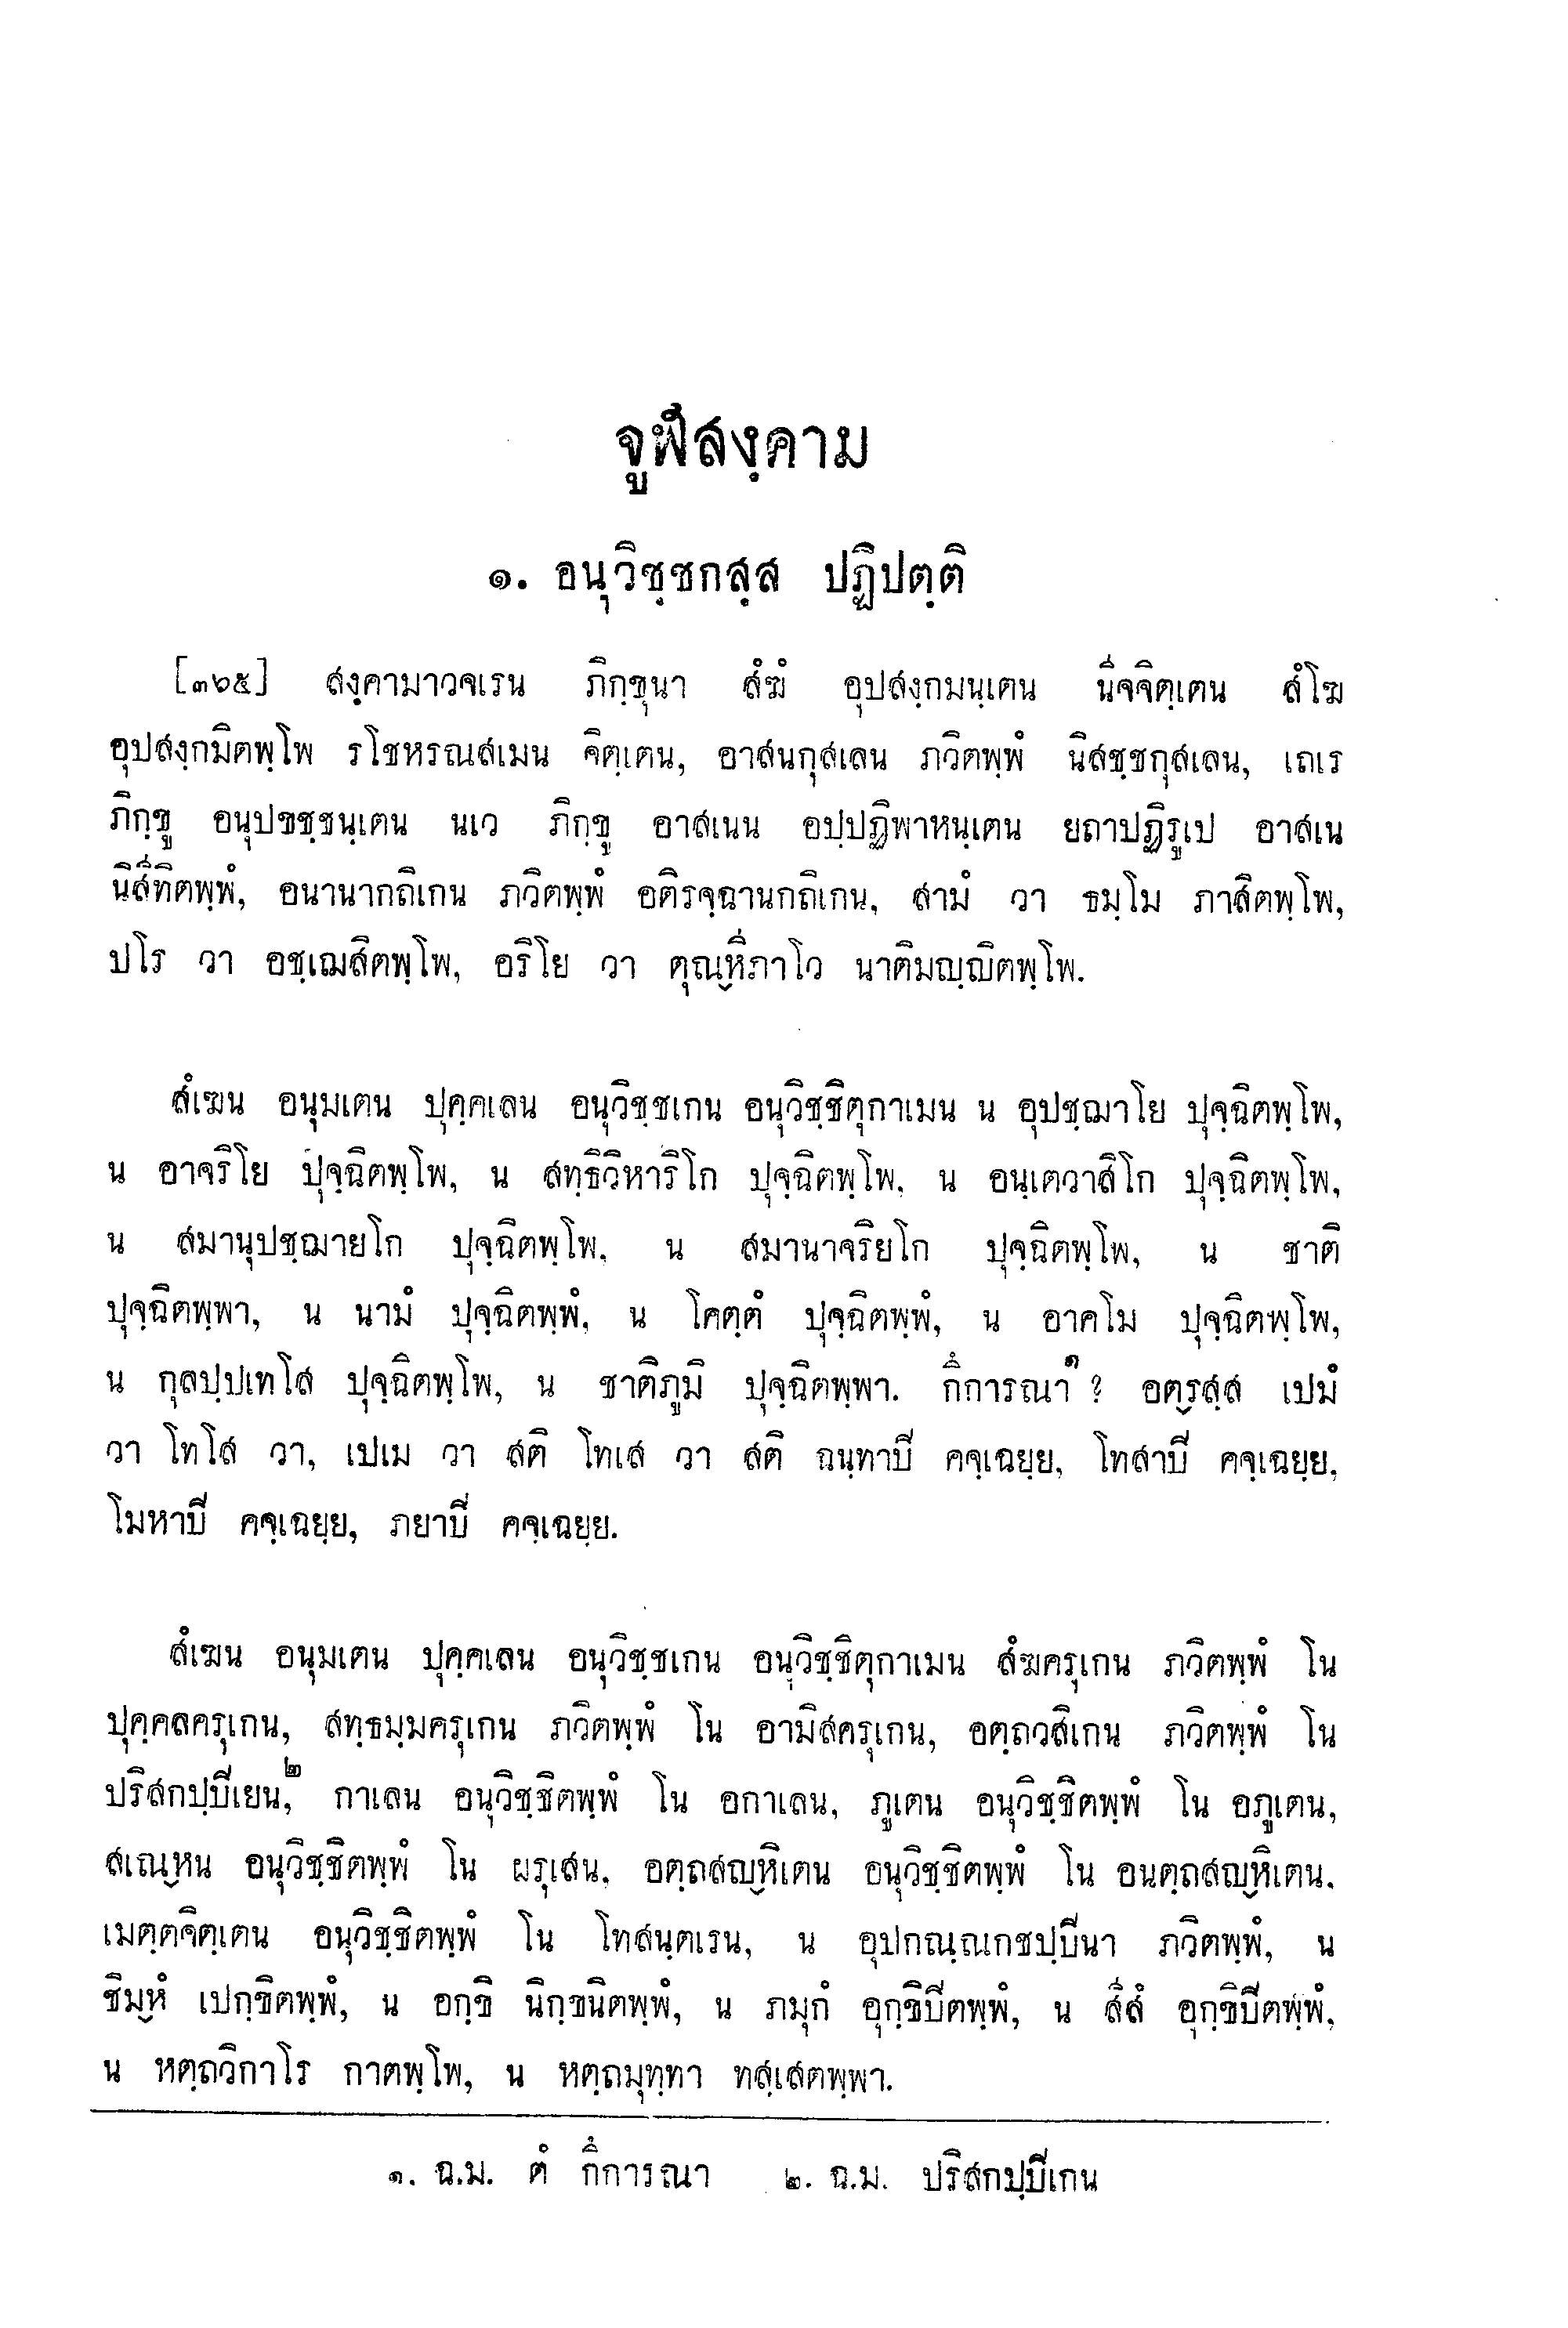 จูฬสงฺคาม
๑. อนุวิชฺชกสฺส ปฏิปตฺติ
[๓๖๕] สงฺคามาวจเรน ภิกฺขุนา สํฆํ อุปสงฺกมนฺเตน นีจจิตฺเตน สํโฆ
อุปสงฺกมิตพฺโพ รโชหรณสเมน จิตฺเตน, อาสนกุสเลน ภวิตพฺพํ นิสชฺชกุสเลน, เถเร
ภิกฺขู อนุปขชฺชนฺเตน นเว ภิกฺขู อาสเนน อปฺปฏิพาหนฺเตน ยถาปฏิรูเป อาสเน
นิสีทิตพฺพํ, อนานากถิเกน ภวิตพฺพํ อติรจฺฉานกถิเกน, สามํ วา ธมฺโม ภาสิตพฺโพ,
ปโร วา อชฺเฌสิตพฺโพ, อริโย วา ตุณฺหีภาโว นาติมญฺญิตพฺโพ.
สํเฆน อนุมเตน ปุคฺคเลน อนุวิชฺชเกน อนุวิชฺชิตุกาเมน น อุปชฺฌาโย ปุจฺฉิตพฺโพ,
น อาจริโย ปุจฺฉิตพฺโพ, น สทฺธิวิหาริโก ปุจฺฉิตพฺโพ, น อนฺเตวาสิโก ปุจฺฉิตพฺโพ,
น สมานุปชฺฌายโก ปุจฺฉิตพฺโพ, น สมานาจริยโก ปุจฺฉิตพฺโพ, น ชาติ
ปุจฺฉิตพฺพา, น นามํ ปุจฺฉิตพฺพํ, น โคตฺตํ ปุจฺฉิตพฺพํ, น อาคโม ปุจฺฉิตพฺโพ,
น กุลปฺปเทโส ปุจฺฉิตพฺโพ, น ชาติภูมิ ปุจฺฉิตพฺพา. กึการณา๑ ? อตฺรสฺส เปมํ
วา โทโส วา, เปเม วา สติ โทเส วา สติ ฉนฺทาปิ คจฺเฉยฺย, โทสาปิ คจฺเฉยฺย,
โมหาปิ คจฺเฉยฺย, ภยาปิ คจฺเฉยฺย.
สํเฆน อนุมเตน ปุคฺคเลน อนุวิชฺชเกน อนุวิชฺชิตุกาเมน สํฆครุเกน ภวิตพฺพํ โน
ปุคฺคลครุเกน, สทฺธมฺมครุเกน ภวิตพฺพํ โน อามิสครุเกน, อตฺถวสิเกน ภวิตพฺพํ โน
ปริสกปฺปิเยน,๒ กาเลน อนุวิชฺชิตพฺพํ โน อกาเลน, ภูเตน อนุวิชฺชิตพฺพํ โน อภูเตน,
สเณฺหน อนุวิชฺชิตพฺพํ โน ผรุเสน, อตฺถสญฺหิเตน อนุวิชฺชิตพฺพํ โน อนตฺถสญฺหิเตน,
เมตฺตจิตฺเตน อนุวิชฺชิตพฺพํ โน โทสนฺตเรน, น อุปกณฺณกชปฺปินา ภวิตพฺพํ, น
ชิมฺหํ เปกฺขิตพฺพํ, น อกฺขิ นิกฺขนิตพฺพํ, น ภมุกํ อุกฺขิปิตพฺพํ, น สีสํ อุกฺขิปิตพฺพํ,
น หตฺถวิกาโร กาตพฺโพ, น หตฺถมุทฺทา ทสฺเสตพฺพา.
๑. ฉ.ม. ตํ กึการณา ๒. ฉ.ม. ปริสกปฺปิเกน